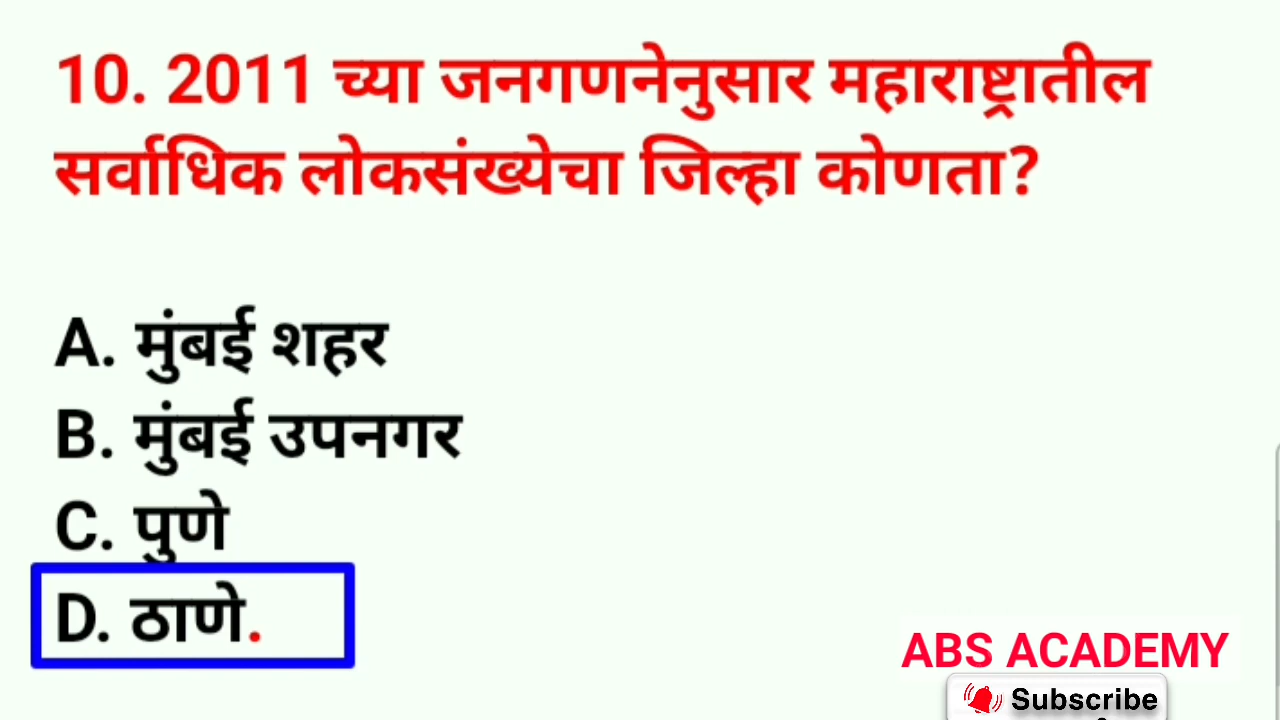 10. 2011 च्या जनगणनेनुसार महाराष्ट्रातील
सर्वाधिक लोकसंख्येचा जिल्हा कोणता?
A. मुंबई शहर
B. मुंबई उपनगर
C. पुणे
D. ठाणे.
ABS ACADEMY
Subscribe